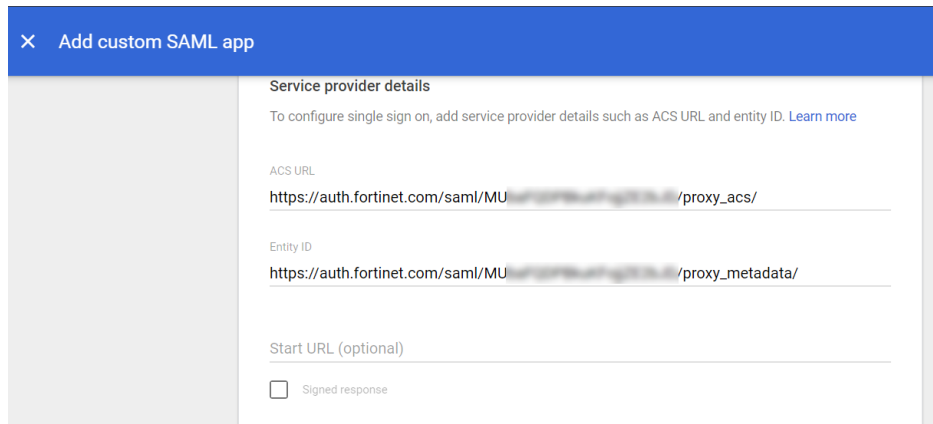 Add custom SAML app
Service provider details
To configure single sign on, add service provider details such as ACS URL and entity ID. Learn more
ACS URL
https://auth.fortinet.com/saml/MU /proxy_acs/
Entity ID
https://auth.fortinet.com/saml/MU /proxy_metadata/
Start URL (optional)
Signed response